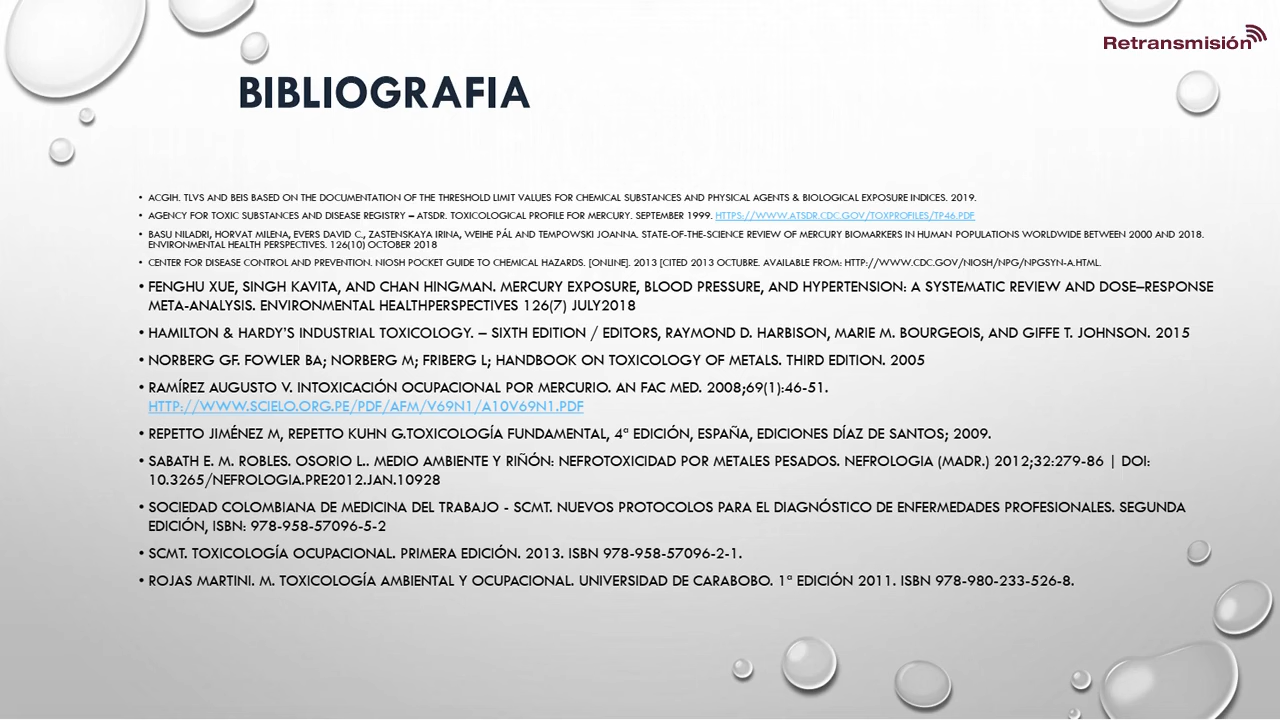 Retransmisión
BIBLIOGRAFIA
• ACGIH. TLVS AND BEIS BASED ON THE DOCUMENTATION OF THE THRESHOLD LIMIT VALUES FOR CHEMICAL SUBSTANCES AND PHYSICAL AGENTS & BIOLOGICAL EXPOSURE INDICES. 2019.
• AGENCY FOR TOXIC SUBSTANCES AND DISEASE REGISTRY – ATSDR. TOXICOLOGICAL PROFILE FOR MERCURY. SEPTEMBER 1999. HTTPS://WWW.ATSDR.CDC.GOV/TOXPROFILES/TP46.PDF
• BASU NILADRI, HORVAT MILENA, EVERS DAVID C., ZASTENSKAYA IRINA, WEIHE PÁL AND TEMPOWSKI JOANNA. STATE-OF-THE-SCIENCE REVIEW OF MERCURY BIOMARKERS IN HUMAN POPULATIONS WORLDWIDE BETWEEN 2000 AND 2018.
ENVIRONMENTAL HEALTH PERSPECTIVES. 126(10) OCTOBER 2018
• CENTER FOR DISEASE CONTROL AND PREVENTION. NIOSH POCKET GUIDE TO CHEMICAL HAZARDS. [ONLINE]. 2013 [CITED 2013 OCTUBRE. AVAILABLE FROM: HTTP://WWW.CDC.GOV/NIOSH/NPG/NPGSYN-A.HTML.
• FENGHU XUE, SINGH KAVITA, AND CHAN HINGMAN. MERCURY EXPOSURE, BLOOD PRESSURE, AND HYPERTENSION: A SYSTEMATIC REVIEW AND DOSE–RESPONSE
META-ANALYSIS. ENVIRONMENTAL HEALTHPERSPECTIVES 126(7) JULY2018
• HAMILTON & HARDY'S INDUSTRIAL TOXICOLOGY. – SIXTH EDITION / EDITORS, RAYMOND D. HARBISON, MARIE M. BOURGEOIS, AND GIFFE T. JOHNSON. 2015
• NORBERG GF. FOWLER BA; NORBERG M; FRIBERG L; HANDBOOK ON TOXICOLOGY OF METALS. THIRD EDITION. 2005
• RAMÍREZ AUGUSTO V. INTOXICACIÓN OCUPACIONAL POR MERCURIO. AN FAC MED. 2008;69(1):46-51.
HTTP://WWW.SCIELO.ORG.PE/PDF/AFM/V69N1/A10V69N1.PDF
• REPETTO JIMÉNEZ M, REPETTO KUHN G.TOXICOLOGÍA FUNDAMENTAL, 4ª EDICIÓN, ESPAÑA, EDICIONES DÍAZ DE SANTOS; 2009.
• SABATH E. M. ROBLES. OSORIO L.. MEDIO AMBIENTE Y RIÑÓN: NEFROTOXICIDAD POR METALES PESADOS. NEFROLOGIA (MADR.) 2012;32:279-86 | DOI:
10.3265/NEFROLOGIA.PRE2012.JAN.10928
• SOCIEDAD COLOMBIANA DE MEDICINA DEL TRABAJO - SCMT. NUEVOS PROTOCOLOS PARA EL DIAGNÓSTICO DE ENFERMEDADES PROFESIONALES. SEGUNDA
EDICIÓN, ISBN: 978-958-57096-5-2
• SCMT. TOXICOLOGÍA OCUPACIONAL. PRIMERA EDICIÓN. 2013. ISBN 978-958-57096-2-1.
• ROJAS MARTINI. M. TOXICOLOGÍA AMBIENTAL Y OCUPACIONAL. UNIVERSIDAD DE CARABOBO. 1ª EDICIÓN 2011. ISBN 978-980-233-526-8.